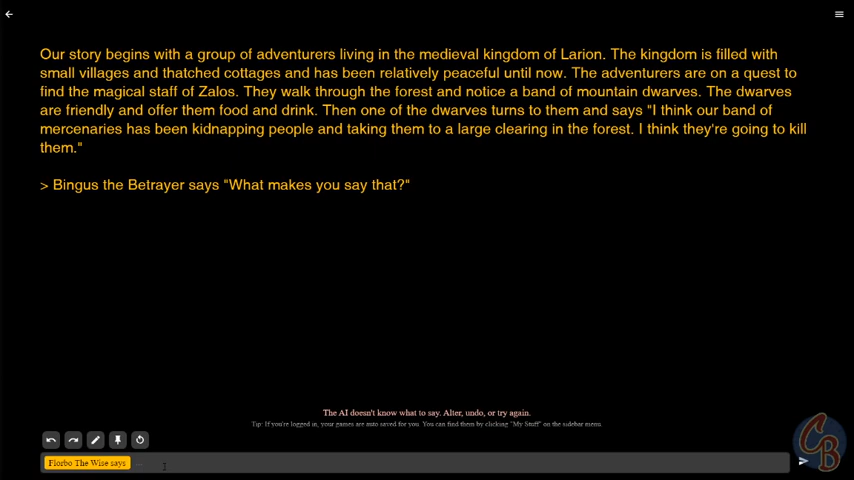 Our story begins with a group of adventurers living in the medieval kingdom of Larion. The kingdom is filled with
small villages and thatched cottages and has been relatively peaceful until now. The adventurers are on a quest to
find the magical staff of Zalos. They walk through the forest and notice a band of mountain dwarves. The dwarves
are friendly and offer them food and drink. Then one of the dwarves turns to them and says "I think our band of
mercenaries has been kidnapping people and taking them to a large clearing in the forest. I think they're going to kill
them."
> Bingus the Betrayer says "What makes you say that?"
The AI doesn't know what to say. Alter, undo, or try again.
Tip: If you're logged in, your games are auto saved for you. You can find them by clicking "My Stuff" on the sidebar menu
Florbo The Wise says
CB